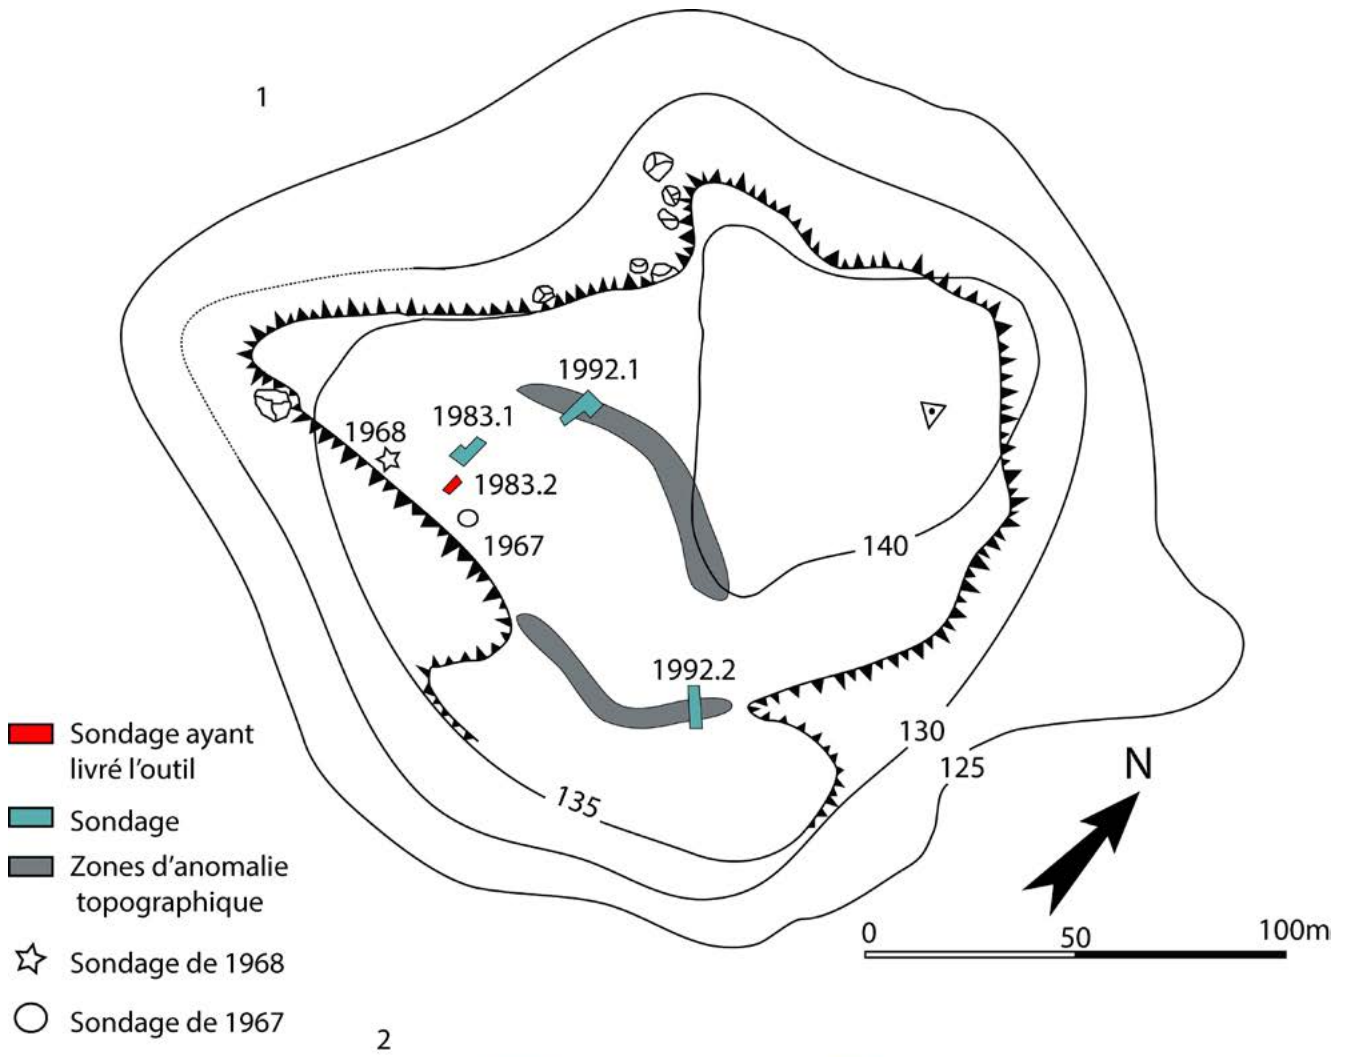 1
1992.1
1983.1
1968
1983.2
1967
140
1992.2
130
125
135
N
0
50
100m
Sondage ayant
livré l'outil
Sondage
Zones d'anomalie
topographique
Sondage de 1968
Sondage de 1967
2